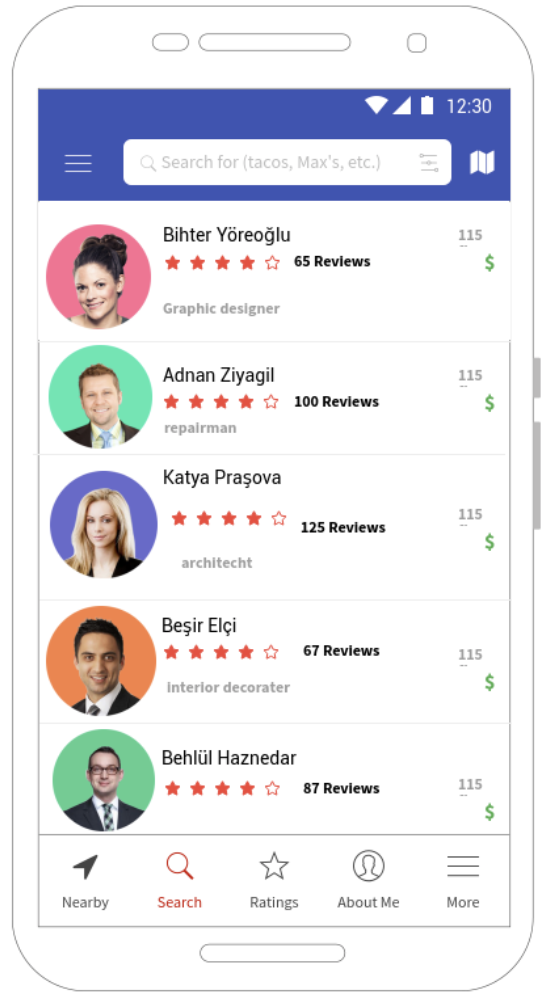 12:30
Search for (tacos, Max's, etc.)
Bihter Yöreoğlu
115
65 Reviews
$
Graphic designer
Adnan Ziyagil
115
100 Reviews
$
repairman
Katya Praşova
115
125 Reviews
$
architecht
Beşir Elçi
67 Reviews
115
$
Interior decorater
Behlül Haznedar
115
87 Reviews
$
Nearby
Search
Ratings
About Me
More